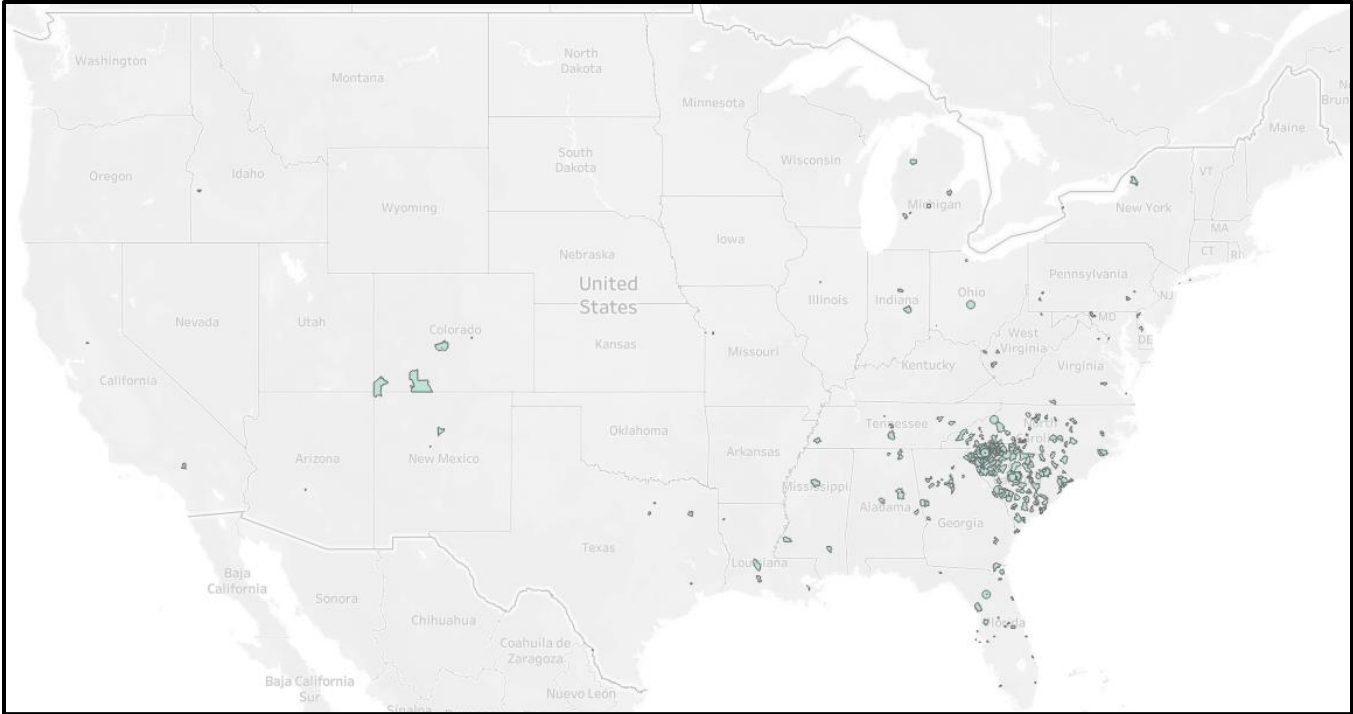 Washington
Montana
North
Dakota
Minnesota
Maine
Oregon
Idaho
South
Dakota
Wisconsin
Michigan
VT
New York
Wyoming
MA
CT
Iowa
Nebraska
Pennsylvania
NJ
United
States
Illinois
Indiana
Ohio
MD
DE
Nevada
Utah
Colorado
Kansas
Missouri
West
Virginia
Virginia
Kentucky
California
Tennessee
North
Oklahoma
Arkansas
Arizona
New Mexico
Mississippi
Alabama
Georgia
Texas
Louisiana
Florida
Baja
California
Sonora
Chihuahua
Coahuila de
Zaragoza
Baja California
Sur
Nuevo León
Sinaloa